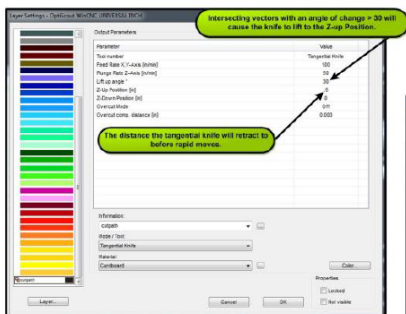 Layer Settings - OptiScout WinCNC UNIVERSAL INCH
Intersecting vectors with an angle of change > 30 will
cause the knife to lift to the Z-up Position.
Output Parameters
Parameter Value
Tool number Tangential Knife
Feed Rate X,Y-Axis [in/min] 100
Plunge Rate Z-Axis [in/min] 50
Lift up angle ° 30
Z-Up Position [in] .5
Z-Down Position [in] 0
Overcut Mode Off
Overcut comp. distance [in] 0.003
The distance the tangential knife will retract to
before rapid moves.
Information:
cutpath
Mode / Tool:
Tangential Knife
Material:
Cardboard
Color...
Properties
Locked
Not visible
Layer...
Cancel
OK